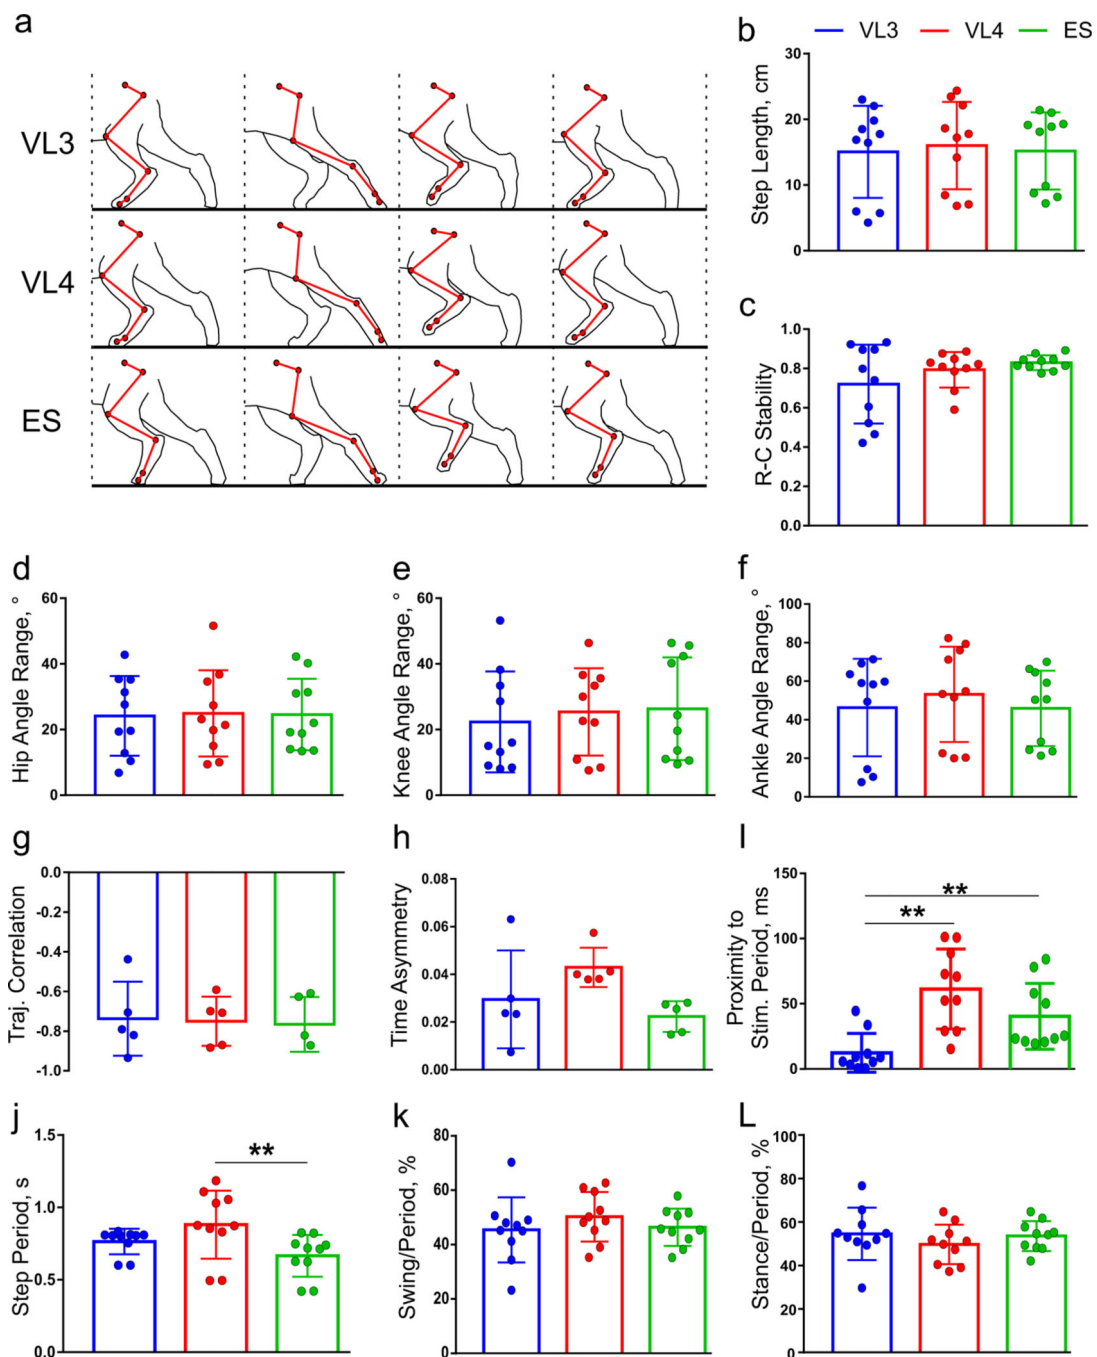 a
VL3
VL4
ES
b
VL3 VL4 ES
Step Length, cm
30
20
10
0
c
R-C Stability
1.0
0.8
0.6
0.4
0.2
0.0
d
Hip Angle Range, °
60
40
20
0
e
Knee Angle Range, °
60
40
20
0
f
Ankle Angle Range, °
100
80
60
40
20
0
g
Traj. Correlation
0.0
-0.2
-0.4
-0.6
-0.8
-1.0
h
Time Asymmetry
0.08
0.06
0.04
0.02
0.00
I
Proximity to
Stim. Period, ms
150
100
50
0
**
**
j
Step Period, s
1.5
1.0
0.5
0.0
**
k
Swing/Period, %
80
60
40
20
0
L
Stance/Period, %
100
80
60
40
20
0